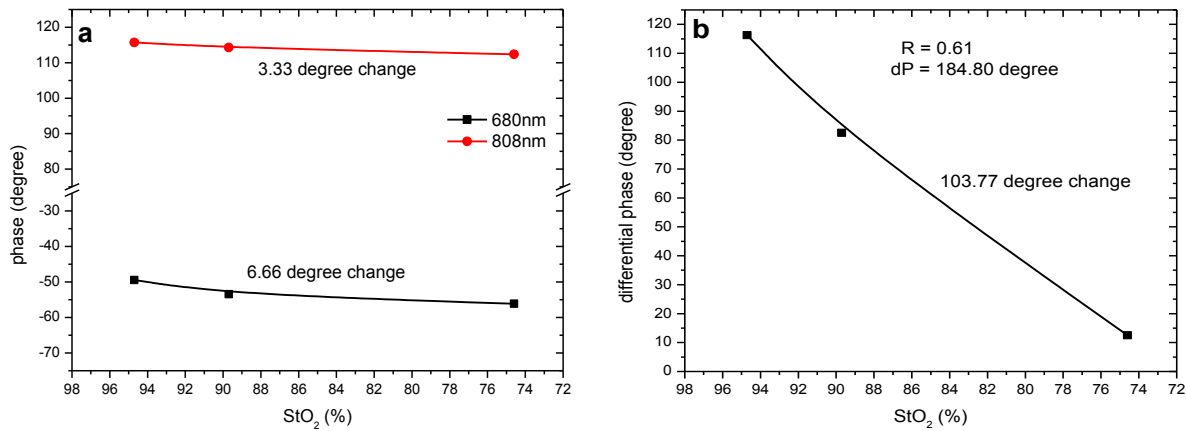 a
120
110
100
90
80
-30
-40
-50
-60
-70
phase (degree)
3.33 degree change
680nm
808nm
6.66 degree change
98 96 94 92 90 88 86 84 82 80 78 76 74 72
StO2 (%)
b
120
110
100
90
80
70
60
50
40
30
20
10
0
differential phase (degree)
R = 0.61
dP = 184.80 degree
103.77 degree change
98 96 94 92 90 88 86 84 82 80 78 76 74 72
StO2 (%)